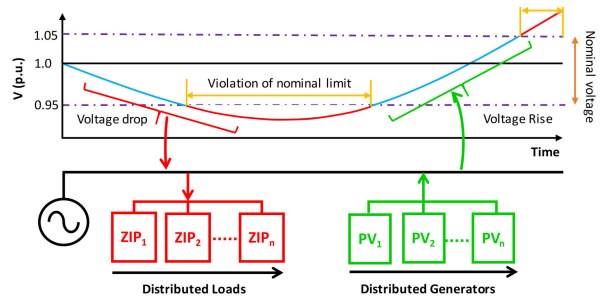 V (p.u.)
1.05
1.0
0.95
Violation of nominal limit
Voltage drop
Voltage Rise
Nominal voltage
Time
ZIP1 ZIP2 ...... ZIPn
PV1 PV2 ...... PVn
Distributed Loads
Distributed Generators